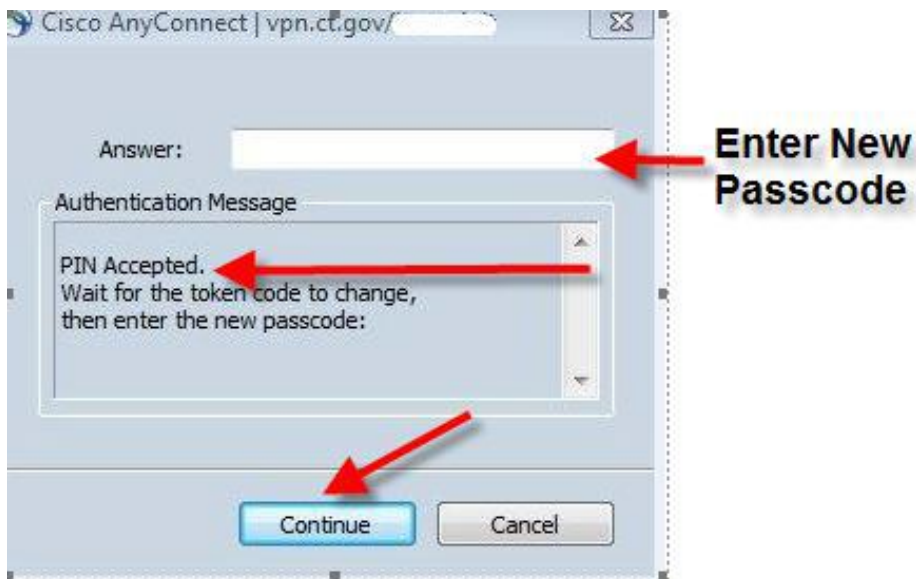 Cisco AnyConnect | vpn.ct.gov/
Answer:
Enter New
Passcode
Authentication Message
PIN Accepted.
Wait for the token code to change,
then enter the new passcode:
Continue
Cancel